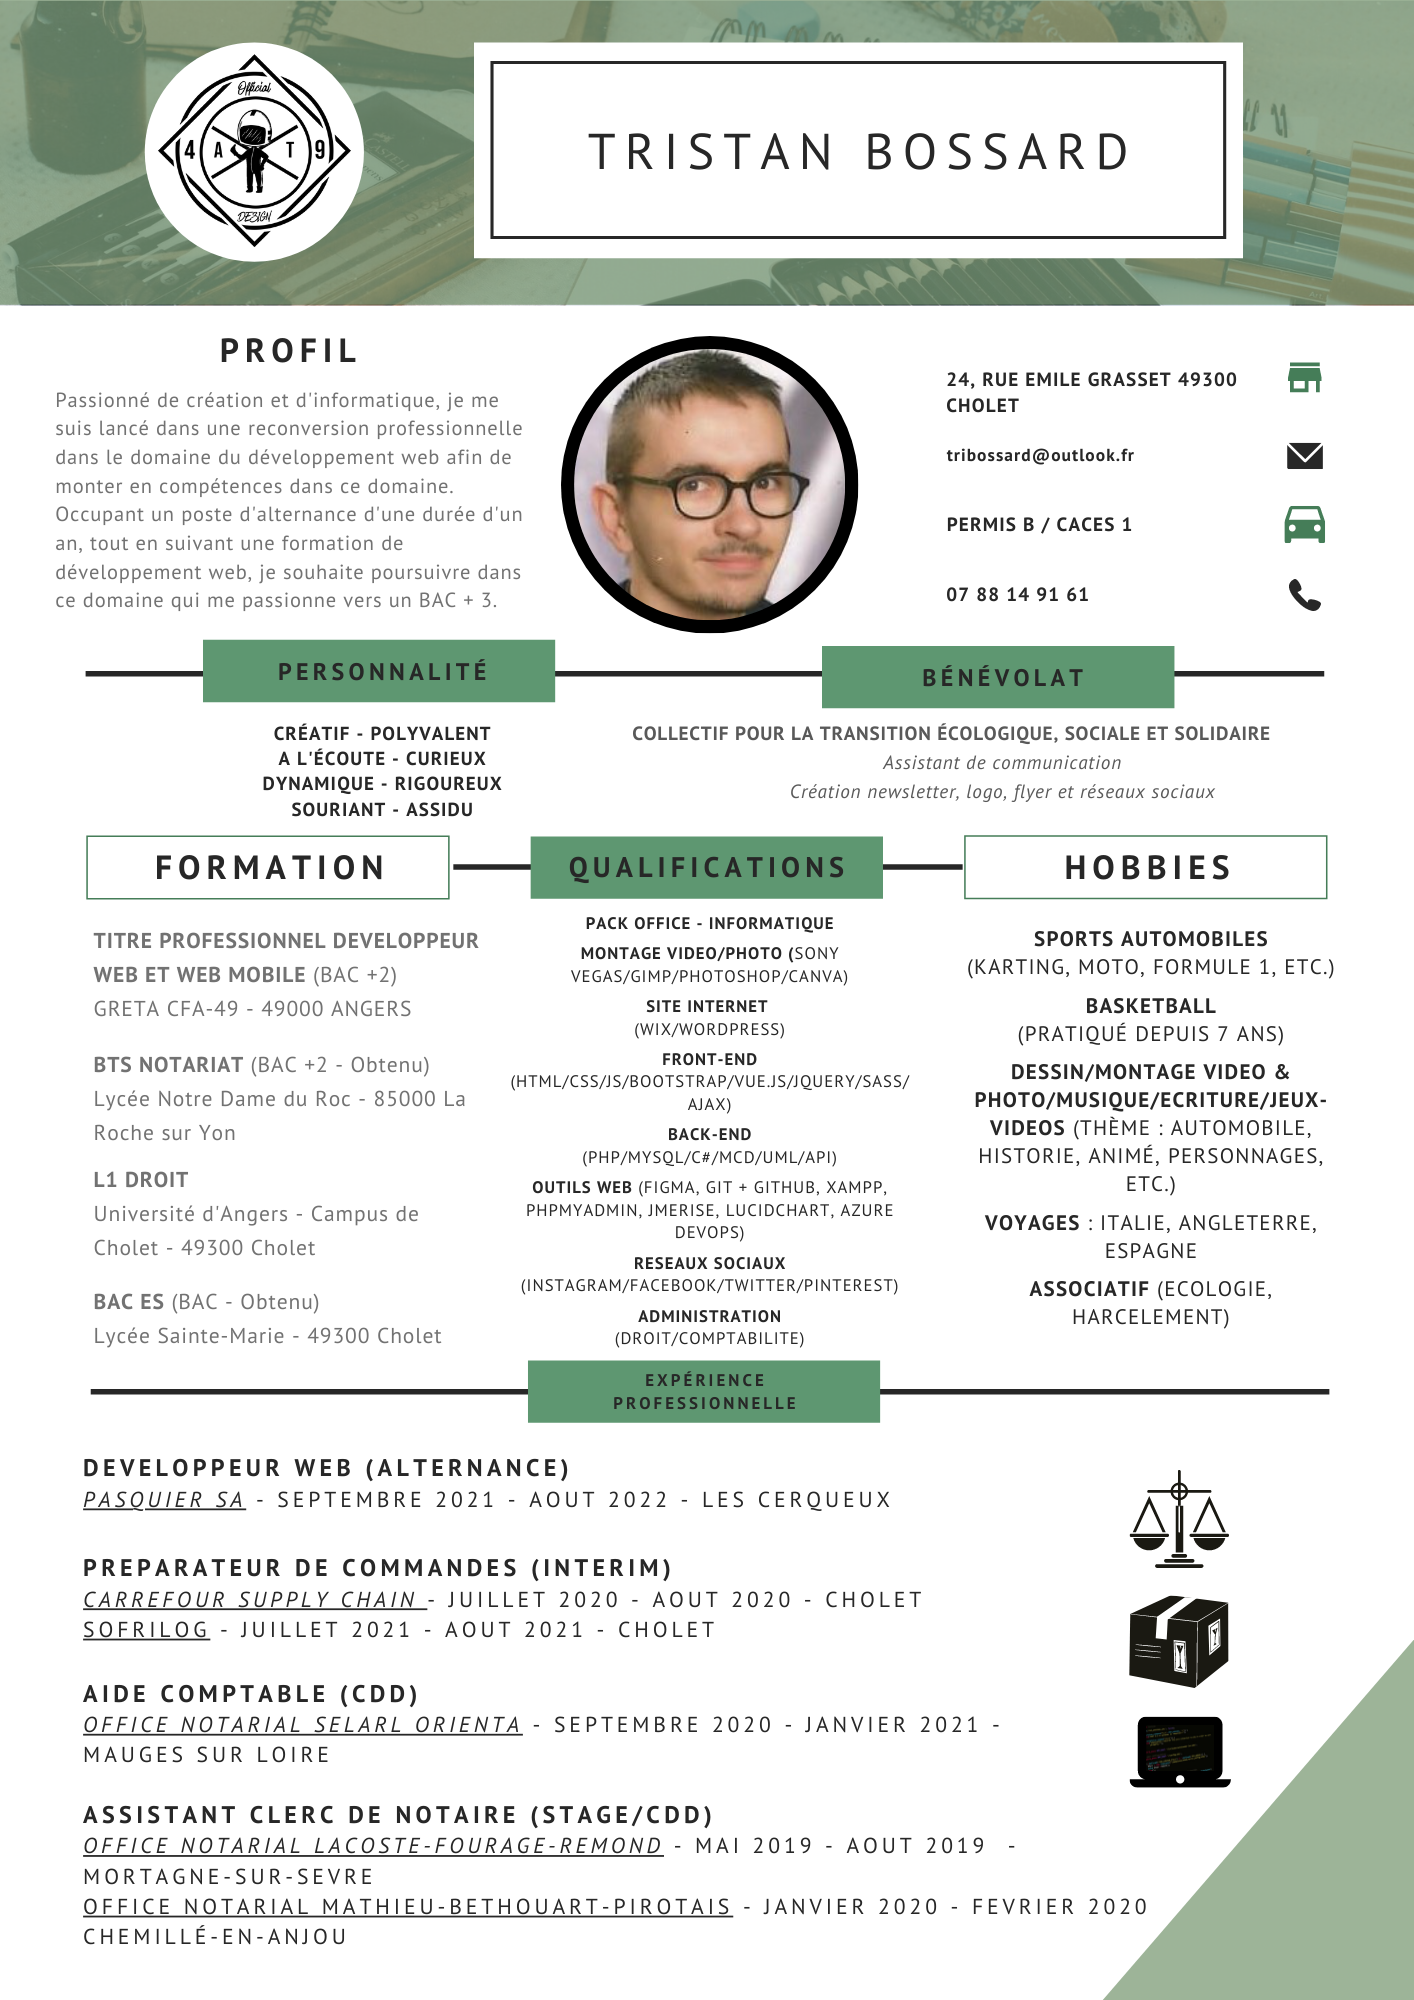 Official
4 A T 9
DESIGN
TRISTAN BOSSARD
PROFIL
Passionné de création et d'informatique, je me
suis lancé dans une reconversion professionnelle
dans le domaine du développement web afin de
monter en compétences dans ce domaine.
Occupant un poste d'alternance d'une durée d'un
an, tout en suivant une formation de
développement web, je souhaite poursuivre dans
ce domaine qui me passionne vers un BAC + 3.
24, RUE EMILE GRASSET 49300
CHOLET
tribossard@outlook.fr
PERMIS B / CACES 1
07 88 14 91 61
PERSONNALITÉ
CRÉATIF - POLYVALENT
A L'ÉCOUTE - CURIEUX
DYNAMIQUE - RIGOUREUX
SOURIANT - ASSIDU
BÉNÉVOLAT
COLLECTIF POUR LA TRANSITION ÉCOLOGIQUE, SOCIALE ET SOLIDAIRE
Assistant de communication
Création newsletter, logo, flyer et réseaux sociaux
FORMATION
TITRE PROFESSIONNEL DEVELOPPEUR
WEB ET WEB MOBILE (BAC +2)
GRETA CFA-49 - 49000 ANGERS
BTS NOTARIAT (BAC +2 - Obtenu)
Lycée Notre Dame du Roc - 85000 La
Roche sur Yon
L1 DROIT
Université d'Angers - Campus de
Cholet - 49300 Cholet
BAC ES (BAC - Obtenu)
Lycée Sainte-Marie - 49300 Cholet
QUALIFICATIONS
PACK OFFICE - INFORMATIQUE
MONTAGE VIDEO/PHOTO (SONY
VEGAS/GIMP/PHOTOSHOP/CANVA)
SITE INTERNET
(WIX/WORDPRESS)
FRONT-END
(HTML/CSS/JS/BOOTSTRAP/VUE.JS/JQUERY/SASS/
AJAX)
BACK-END
(PHP/MYSQL/C#/MCD/UML/API)
OUTILS WEB (FIGMA, GIT + GITHUB, XAMPP,
PHPMYADMIN, JMERISE, LUCIDCHART, AZURE
DEVOPS)
RESEAUX SOCIAUX
(INSTAGRAM/FACEBOOK/TWITTER/PINTEREST)
ADMINISTRATION
(DROIT/COMPTABILITE)
HOBBIES
SPORTS AUTOMOBILES
(KARTING, MOTO, FORMULE 1, ETC.)
BASKETBALL
(PRATIQUÉ DEPUIS 7 ANS)
DESSIN/MONTAGE VIDEO &
PHOTO/MUSIQUE/ECRITURE/JEUX-
VIDEOS (THÈME : AUTOMOBILE,
HISTORIE, ANIMÉ, PERSONNAGES,
ETC.)
VOYAGES : ITALIE, ANGLETERRE,
ESPAGNE
ASSOCIATIF (ECOLOGIE,
HARCELEMENT)
EXPÉRIENCE
PROFESSIONNELLE
DEVELOPPEUR WEB (ALTERNANCE)
PASQUIER SA - SEPTEMBRE 2021 - AOUT 2022 - LES CERQUEUX
PREPARATEUR DE COMMANDES (INTERIM)
CARREFOUR SUPPLY CHAIN - JUILLET 2020 - AOUT 2020 - CHOLET
SOFRILOG - JUILLET 2021 - AOUT 2021 - CHOLET
AIDE COMPTABLE (CDD)
OFFICE NOTARIAL SELARL ORIENTA - SEPTEMBRE 2020 - JANVIER 2021 -
MAUGES SUR LOIRE
ASSISTANT CLERC DE NOTAIRE (STAGE/CDD)
OFFICE NOTARIAL LACOSTE-FOURAGE-REMOND - MAI 2019 - AOUT 2019 -
MORTAGNE-SUR-SEVRE
OFFICE NOTARIAL MATHIEU-BETHOUART-PIROTAIS - JANVIER 2020 - FEVRIER 2020
CHEMILLÉ-EN-ANJOU